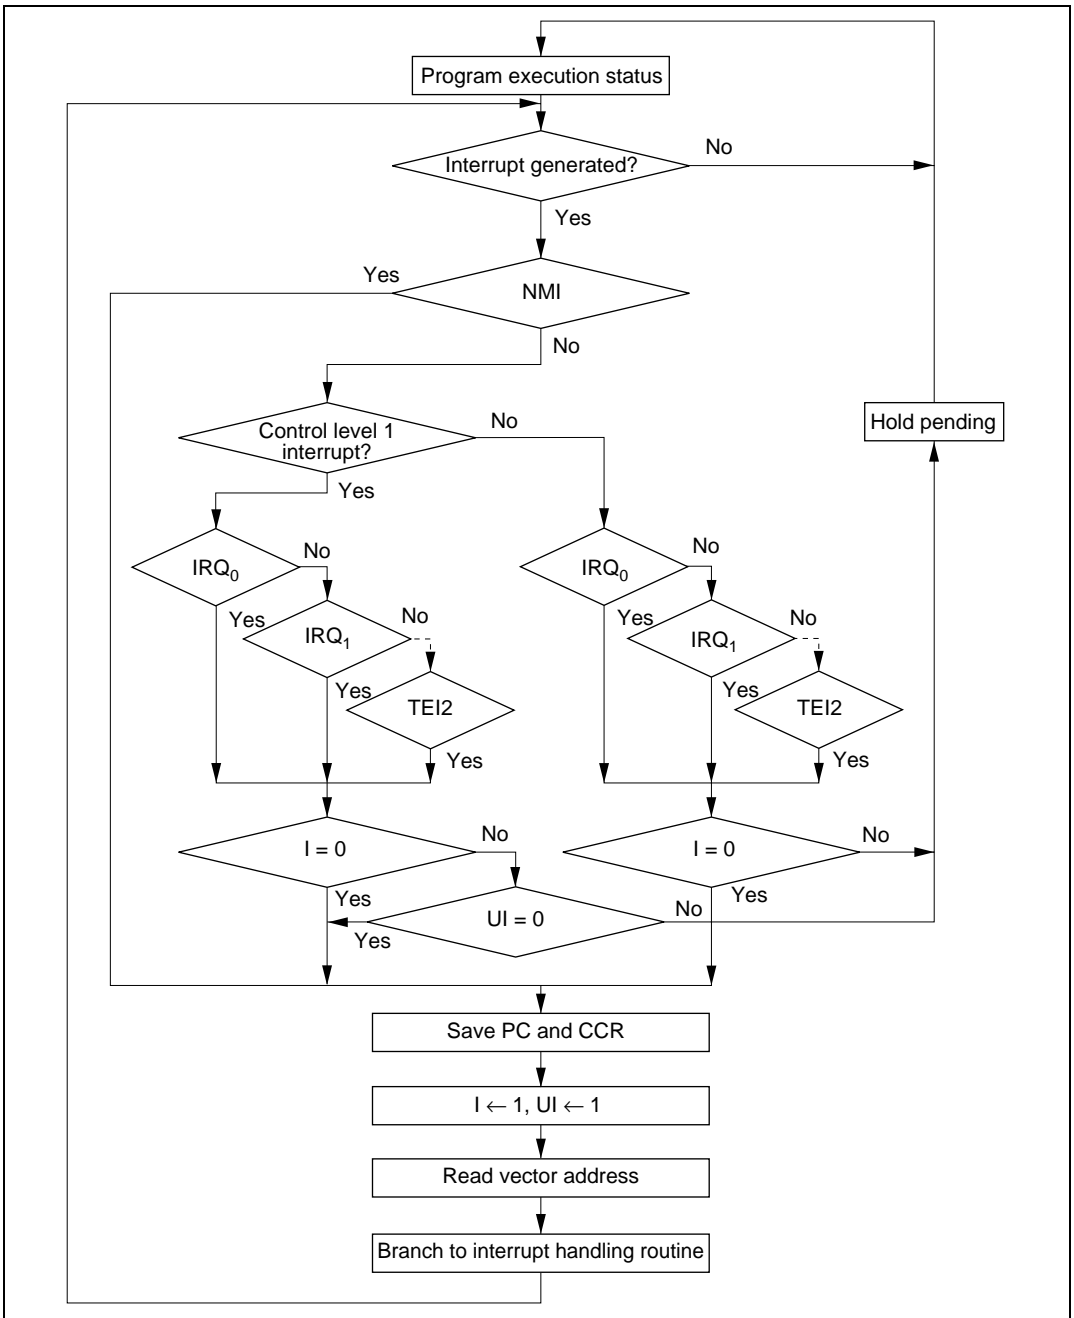 Program execution status
Interrupt generated?
No
Yes
Yes
NMI
No
Hold pending
Control level 1
interrupt?
No
Yes
IRQ0
No
IRQ0
No
Yes
IRQ1
No
Yes
IRQ1
No
Yes
TEI2
Yes
TEI2
Yes
Yes
I = 0
No
I = 0
No
Yes
Yes
UI = 0
No
Yes
Save PC and CCR
I ← 1, UI ← 1
Read vector address
Branch to interrupt handling routine